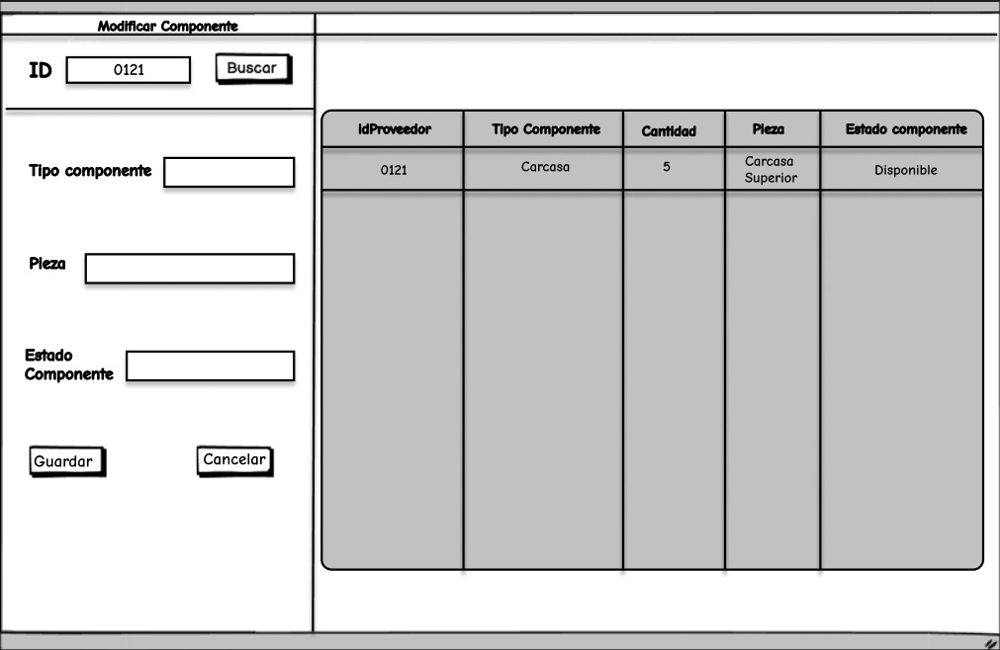 Modificar Componente
ID 0121 Buscar
idProveedor Tipo Componente Cantidad Pieza Estado componente
0121 Carcasa 5 Carcasa Superior Disponible
Tipo componente
Pieza
Estado
Componente
Guardar Cancelar